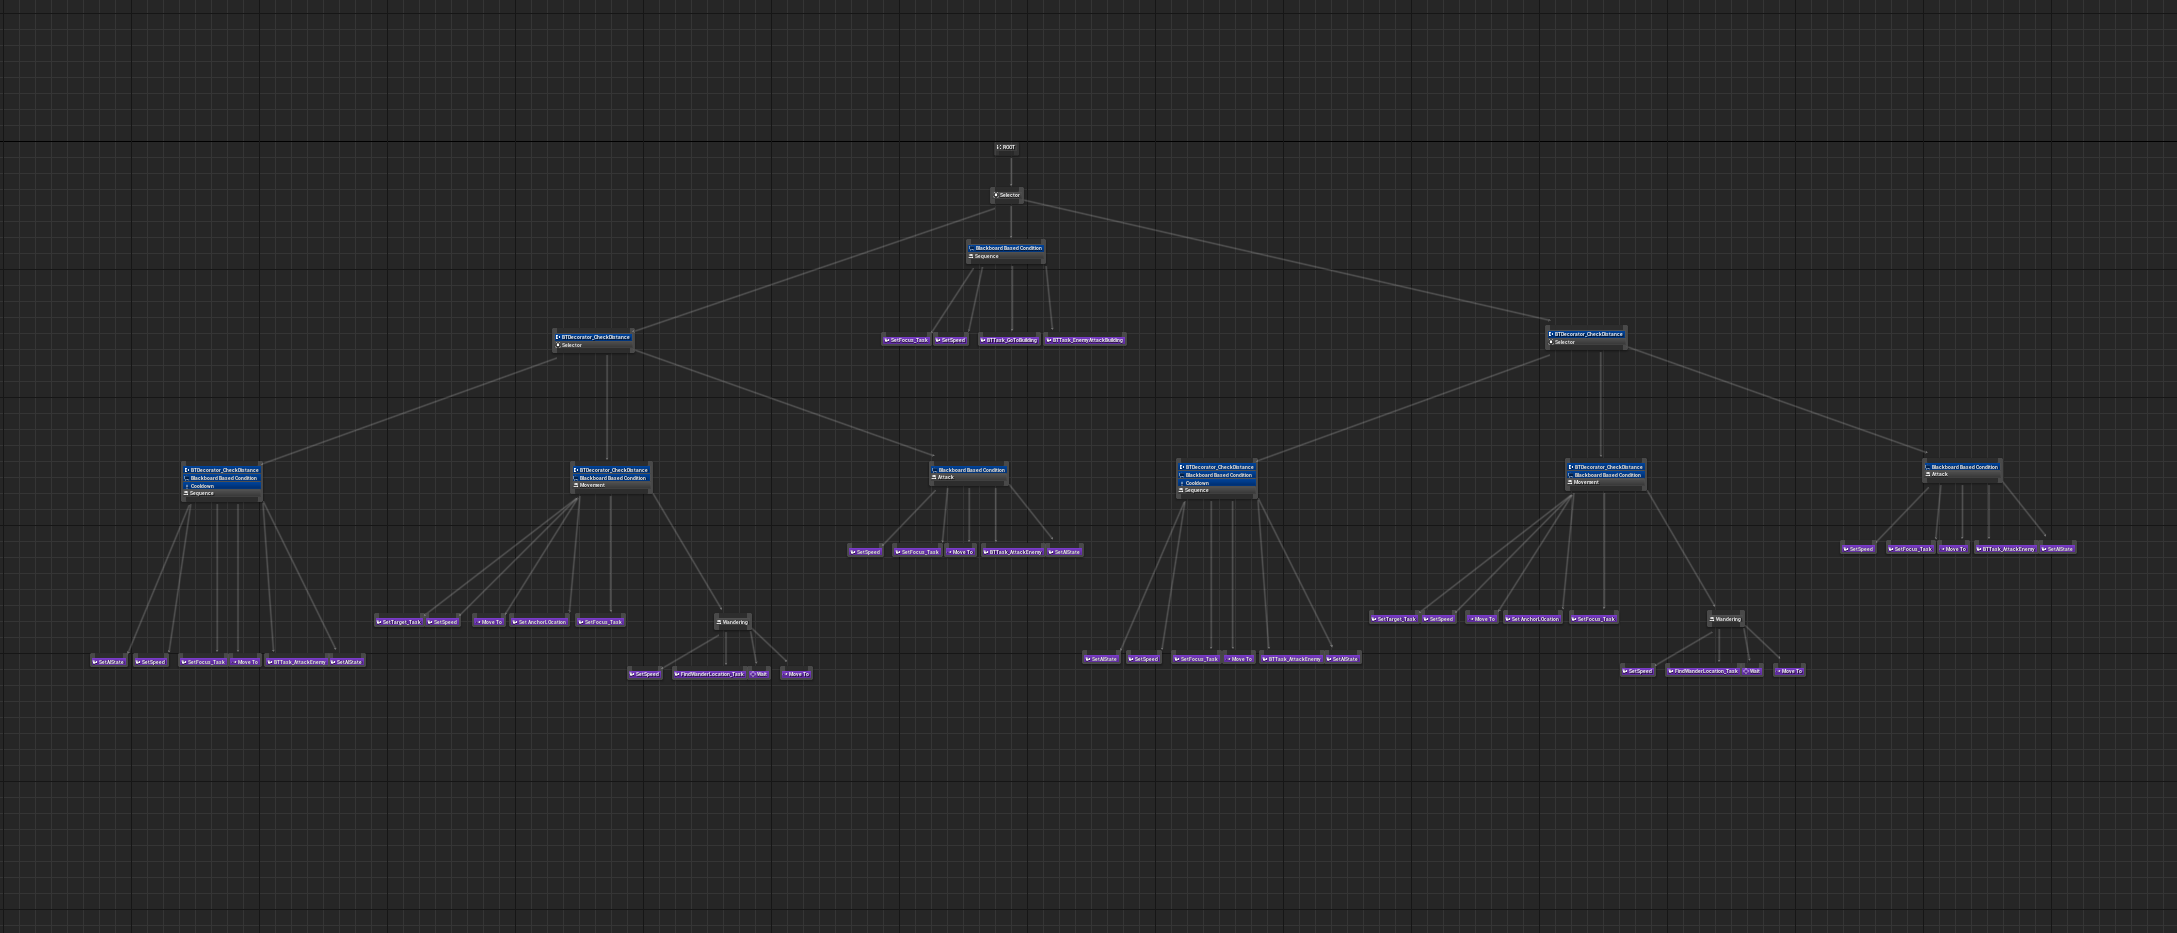 ROOT
Selector
Blackboard Based Condition
Sequence
SetFocus_Task
SetSpeed
BTTask_GoToBuilding
BTTask_EnemyAttackBuilding
BTDecorator_CheckDistance
Selector
BTDecorator_CheckDistance
Selector
BTDecorator_CheckDistance
Blackboard Based Condition
Cooldown
Sequence
BTDecorator_CheckDistance
Blackboard Based Condition
Movement
Blackboard Based Condition
Attack
BTDecorator_CheckDistance
Blackboard Based Condition
Cooldown
Sequence
BTDecorator_CheckDistance
Blackboard Based Condition
Movement
Blackboard Based Condition
Attack
SetSpeed
SetFocus_Task
Move To
BTTask_AttackEnemy
SetAIState
SetSpeed
SetFocus_Task
Move To
BTTask_AttackEnemy
SetAIState
SetTarget_Task
SetSpeed
Move To
Set AnchorLOcation
SetFocus_Task
Wandering
SetTarget_Task
SetSpeed
Move To
Set AnchorLOcation
SetFocus_Task
Wandering
SetAIState
SetSpeed
SetFocus_Task
Move To
BTTask_AttackEnemy
SetAIState
SetSpeed
FindWanderLocation_Task
Wait
Move To
SetAIState
SetSpeed
SetFocus_Task
Move To
BTTask_AttackEnemy
SetAIState
SetSpeed
FindWanderLocation_Task
Wait
Move To